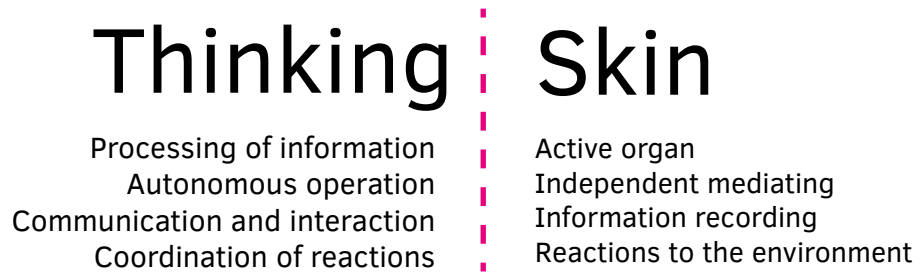 Thinking
Processing of information
Autonomous operation
Communication and interaction
Coordination of reactions
Skin
Active organ
Independent mediating
Information recording
Reactions to the environment